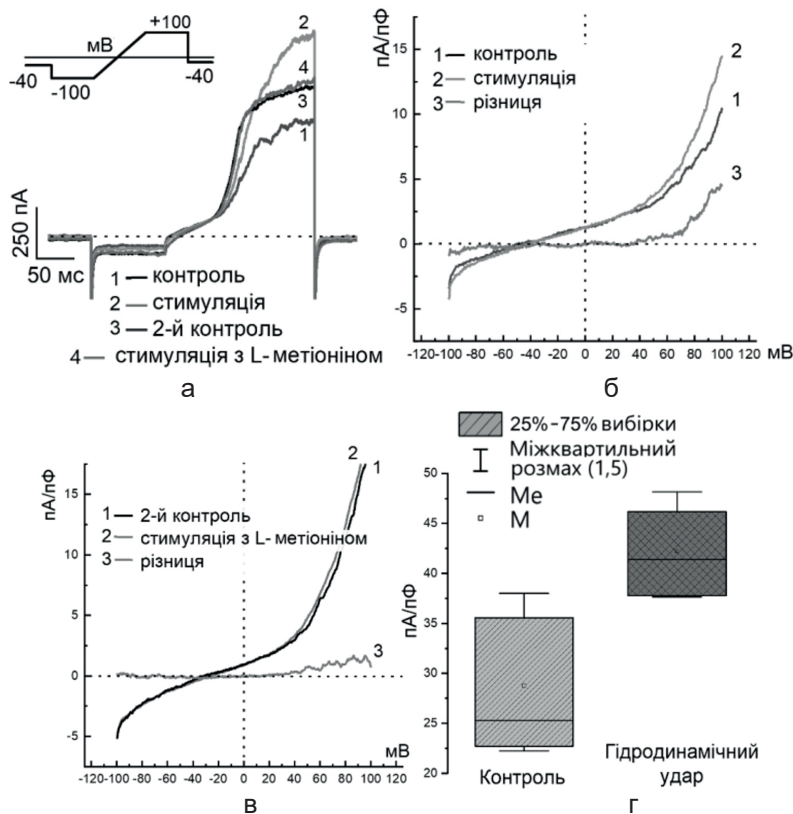 +100
мВ
-40
-100
-40
2
4
3
1
250 пА
50 мс
1 контроль
2 стимуляція
3 2-й контроль
4 стимуляція з L- метіоніном
а
пА/пФ
15
10
5
0
-5
1 контроль
2 стимуляція
3 різниця
2
1
3
-120 -100 -80 -60 -40 -20 0 20 40 60 80 100 120 мВ
б
пА/пФ
15
10
5
0
-5
1 2-й контроль
2 стимуляція з L- метіоніном
3 різниця
2
1
3
мВ
-120 -100 -80 -60 -40 -20 0 20 40 60 80 100 120
в
25%-75% вибірки
Міжквартильний
розмах (1,5)
Ме
М
пА/пФ
50
45
42
35
30
25
20
Контроль
Гідродинамічний
удар
г